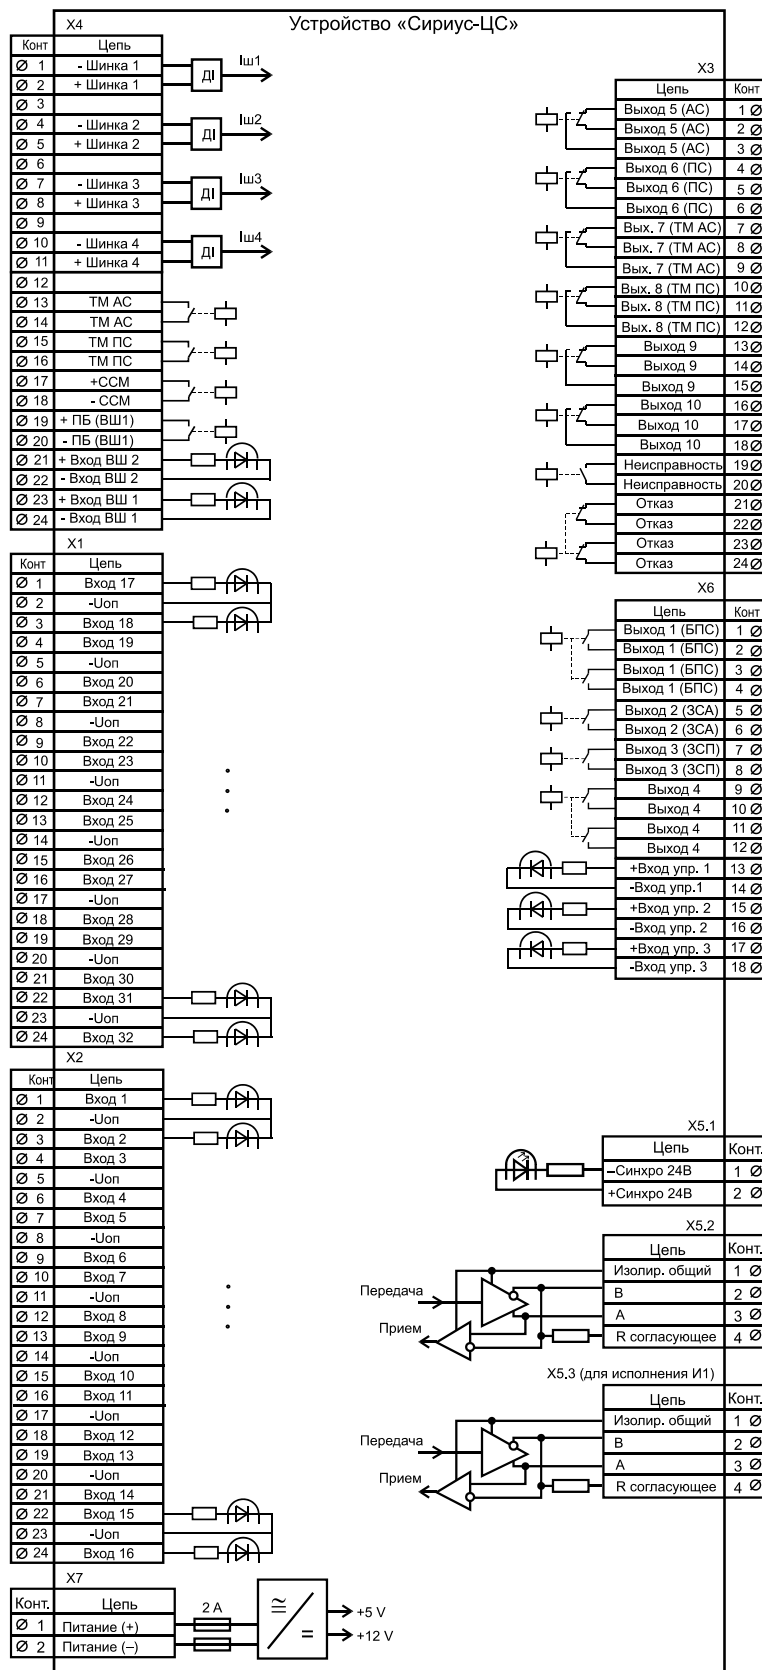 Устройство «Сириус-ЦС»
X4
Конт Цепь
1 - Шинка 1
2 + Шинка 1
3
4 - Шинка 2
5 + Шинка 2
6
7 - Шинка 3
8 + Шинка 3
9
10 - Шинка 4
11 + Шинка 4
12
13 ТМ АС
14 ТМ АС
15 ТМ ПС
16 ТМ ПС
17 +ССМ
18 - ССМ
19 + ПБ (ВШ1)
20 - ПБ (ВШ1)
21 + Вход ВШ 2
22 - Вход ВШ 2
23 + Вход ВШ 1
24 - Вход ВШ 1
ДІ Iш1
ДІ Iш2
ДІ Iш3
ДІ Iш4
X1
Конт Цепь
1 Вход 17
2 -Uоп
3 Вход 18
4 Вход 19
5 -Uоп
6 Вход 20
7 Вход 21
8 -Uоп
9 Вход 22
10 Вход 23
11 -Uоп
12 Вход 24
13 Вход 25
14 -Uоп
15 Вход 26
16 Вход 27
17 -Uоп
18 Вход 28
19 Вход 29
20 -Uоп
21 Вход 30
22 Вход 31
23 -Uоп
24 Вход 32
X2
Конт Цепь
1 Вход 1
2 -Uоп
3 Вход 2
4 Вход 3
5 -Uоп
6 Вход 4
7 Вход 5
8 -Uоп
9 Вход 6
10 Вход 7
11 -Uоп
12 Вход 8
13 Вход 9
14 -Uоп
15 Вход 10
16 Вход 11
17 -Uоп
18 Вход 12
19 Вход 13
20 -Uоп
21 Вход 14
22 Вход 15
23 -Uоп
24 Вход 16
X7
Конт. Цепь
1 Питание (+)
2 Питание (–)
2 А
≅
=
+5 V
+12 V
X3
Цепь Конт
Выход 5 (АС) 1
Выход 5 (АС) 2
Выход 5 (АС) 3
Выход 6 (ПС) 4
Выход 6 (ПС) 5
Выход 6 (ПС) 6
Вых. 7 (ТМ АС) 7
Вых. 7 (ТМ АС) 8
Вых. 7 (ТМ АС) 9
Вых. 8 (ТМ ПС) 10
Вых. 8 (ТМ ПС) 11
Вых. 8 (ТМ ПС) 12
Выход 9 13
Выход 9 14
Выход 9 15
Выход 10 16
Выход 10 17
Выход 10 18
Неисправность 19
Неисправность 20
Отказ 21
Отказ 22
Отказ 23
Отказ 24
X6
Цепь Конт
Выход 1 (БПС) 1
Выход 1 (БПС) 2
Выход 1 (БПС) 3
Выход 1 (БПС) 4
Выход 2 (ЗСА) 5
Выход 2 (ЗСА) 6
Выход 3 (ЗСП) 7
Выход 3 (ЗСП) 8
Выход 4 9
Выход 4 10
Выход 4 11
Выход 4 12
+Вход упр. 1 13
-Вход упр.1 14
+Вход упр. 2 15
-Вход упр. 2 16
+Вход упр. 3 17
-Вход упр. 3 18
X5.1
Цепь Конт.
–Синхро 24В 1
+Синхро 24В 2
X5.2
Цепь Конт.
Изолир. общий 1
В 2
А 3
R согласующее 4
Передача
Прием
X5.3 (для исполнения И1)
Цепь Конт.
Изолир. общий 1
В 2
А 3
R согласующее 4
Передача
Прием